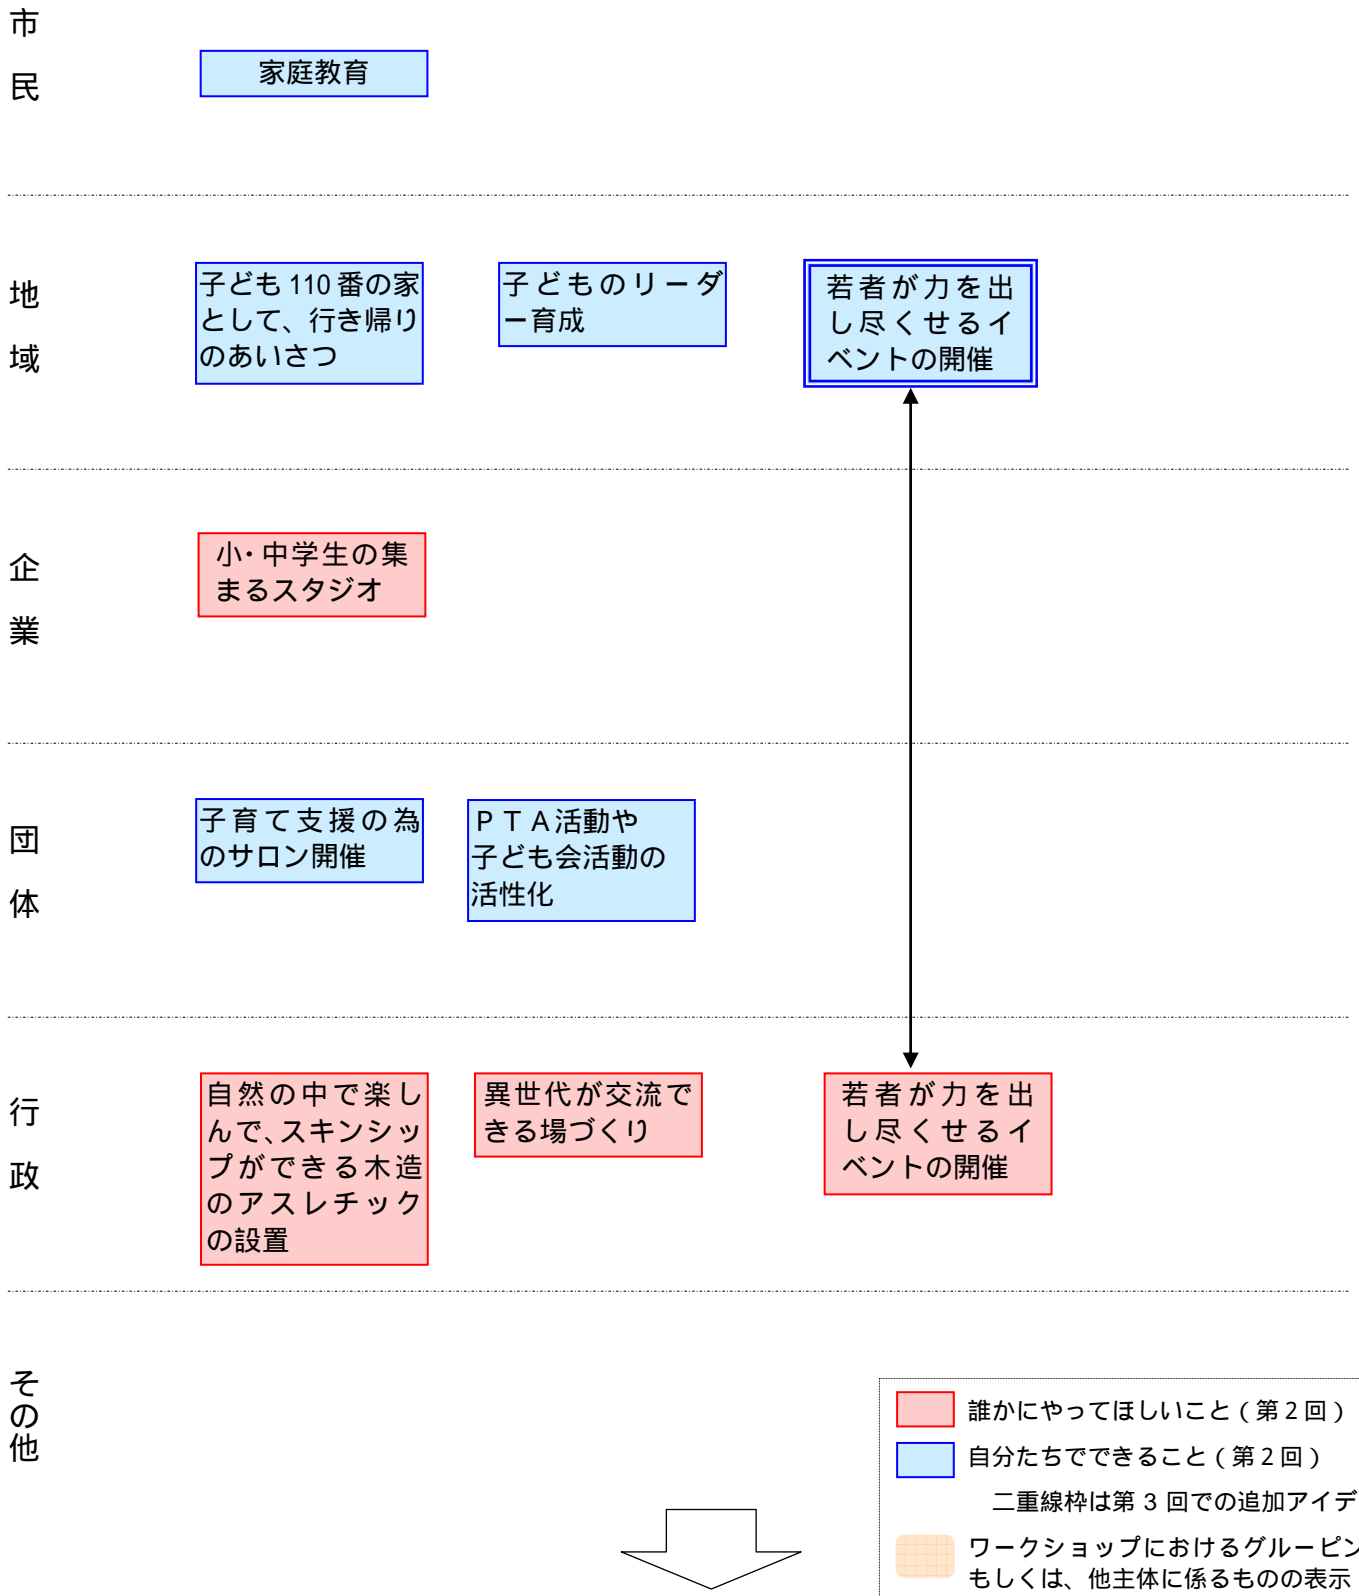 市民
家庭教育
地域
子ども 110 番の家
として、行き帰り
のあいさつ
子どものリーダ
ー育成
若者が力を出
し尽くせるイ
ベントの開催
企業
小・中学生の集
まるスタジオ
団体
子育て支援の為
のサロン開催
ＰＴＡ活動や
子ども会活動の
活性化
行政
自然の中で楽し
んで、スキンシッ
プができる木造
のアスレチック
の設置
異世代が交流で
きる場づくり
若者が力を出
し尽くせるイ
ベントの開催
その他
誰かにやってほしいこと（第２回）
自分たちでできること（第２回）
二重線枠は第 3 回での追加アイデ
ワークショップにおけるグルーピン
もしくは、他主体に係るものの表示